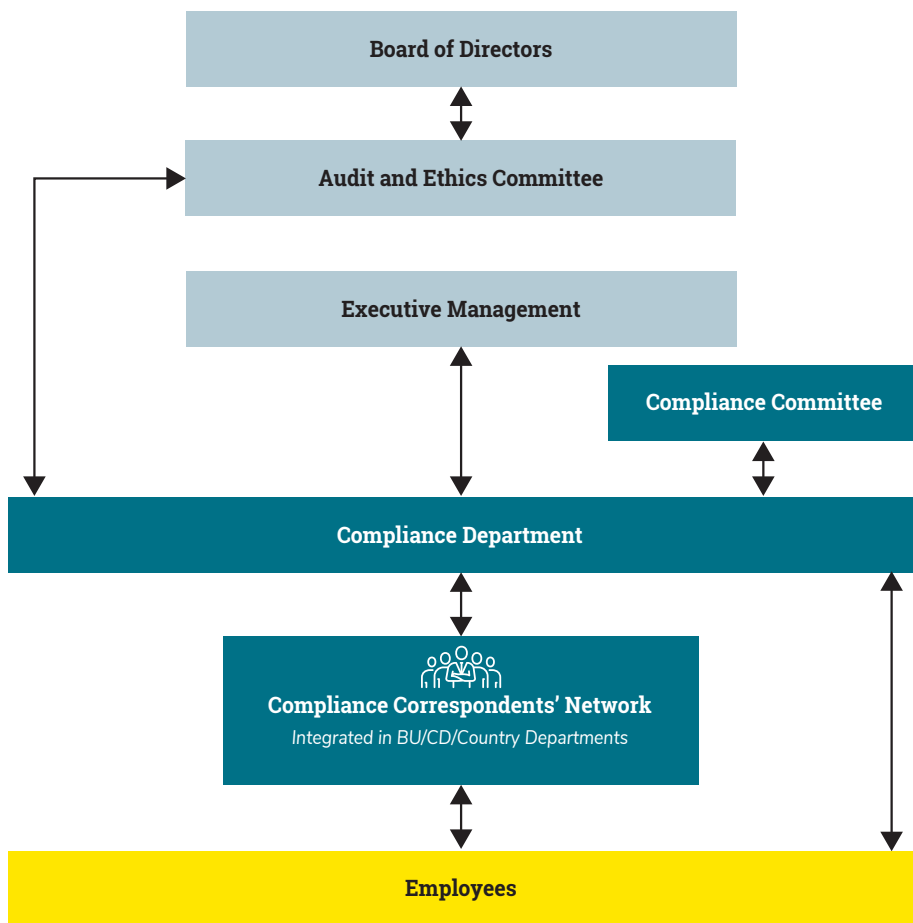 Board of Directors
Audit and Ethics Committee
Executive Management
Compliance Committee
Compliance Department
Compliance Correspondents’ Network
Integrated in BU/CD/Country Departments
Employees